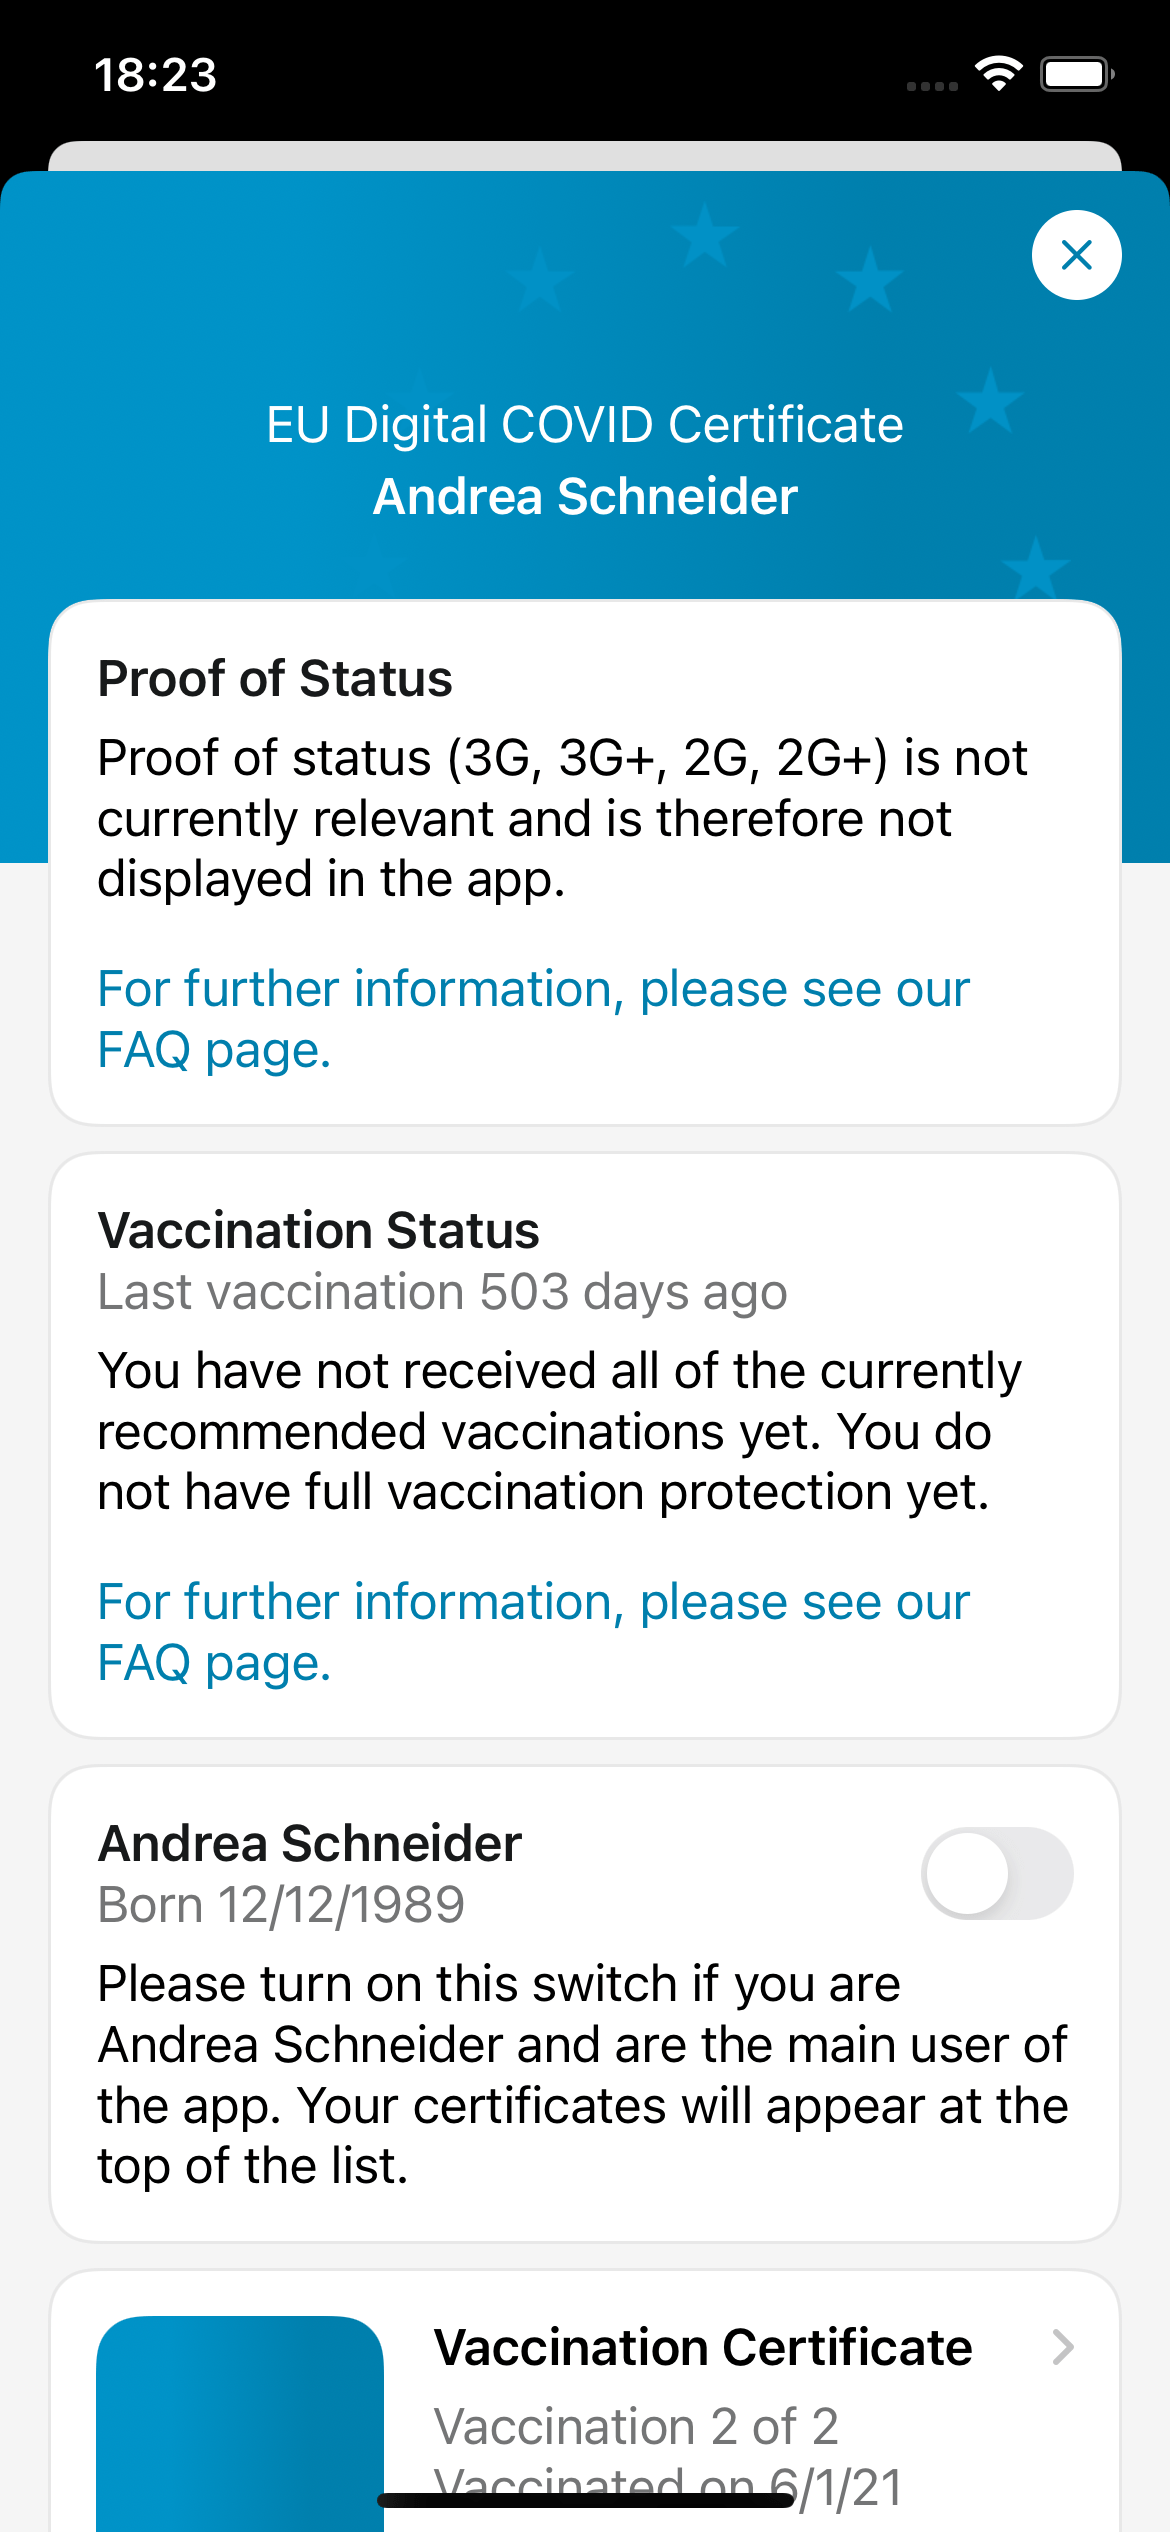 18:23
EU Digital COVID Certificate
Andrea Schneider
Proof of Status
Proof of status (3G, 3G+, 2G, 2G+) is not
currently relevant and is therefore not
displayed in the app.
For further information, please see our
FAQ page.
Vaccination Status
Last vaccination 503 days ago
You have not received all of the currently
recommended vaccinations yet. You do
not have full vaccination protection yet.
For further information, please see our
FAQ page.
Andrea Schneider
Born 12/12/1989
Please turn on this switch if you are
Andrea Schneider and are the main user of
the app. Your certificates will appear at the
top of the list.
Vaccination Certificate
Vaccination 2 of 2
Vaccinated on 6/1/21